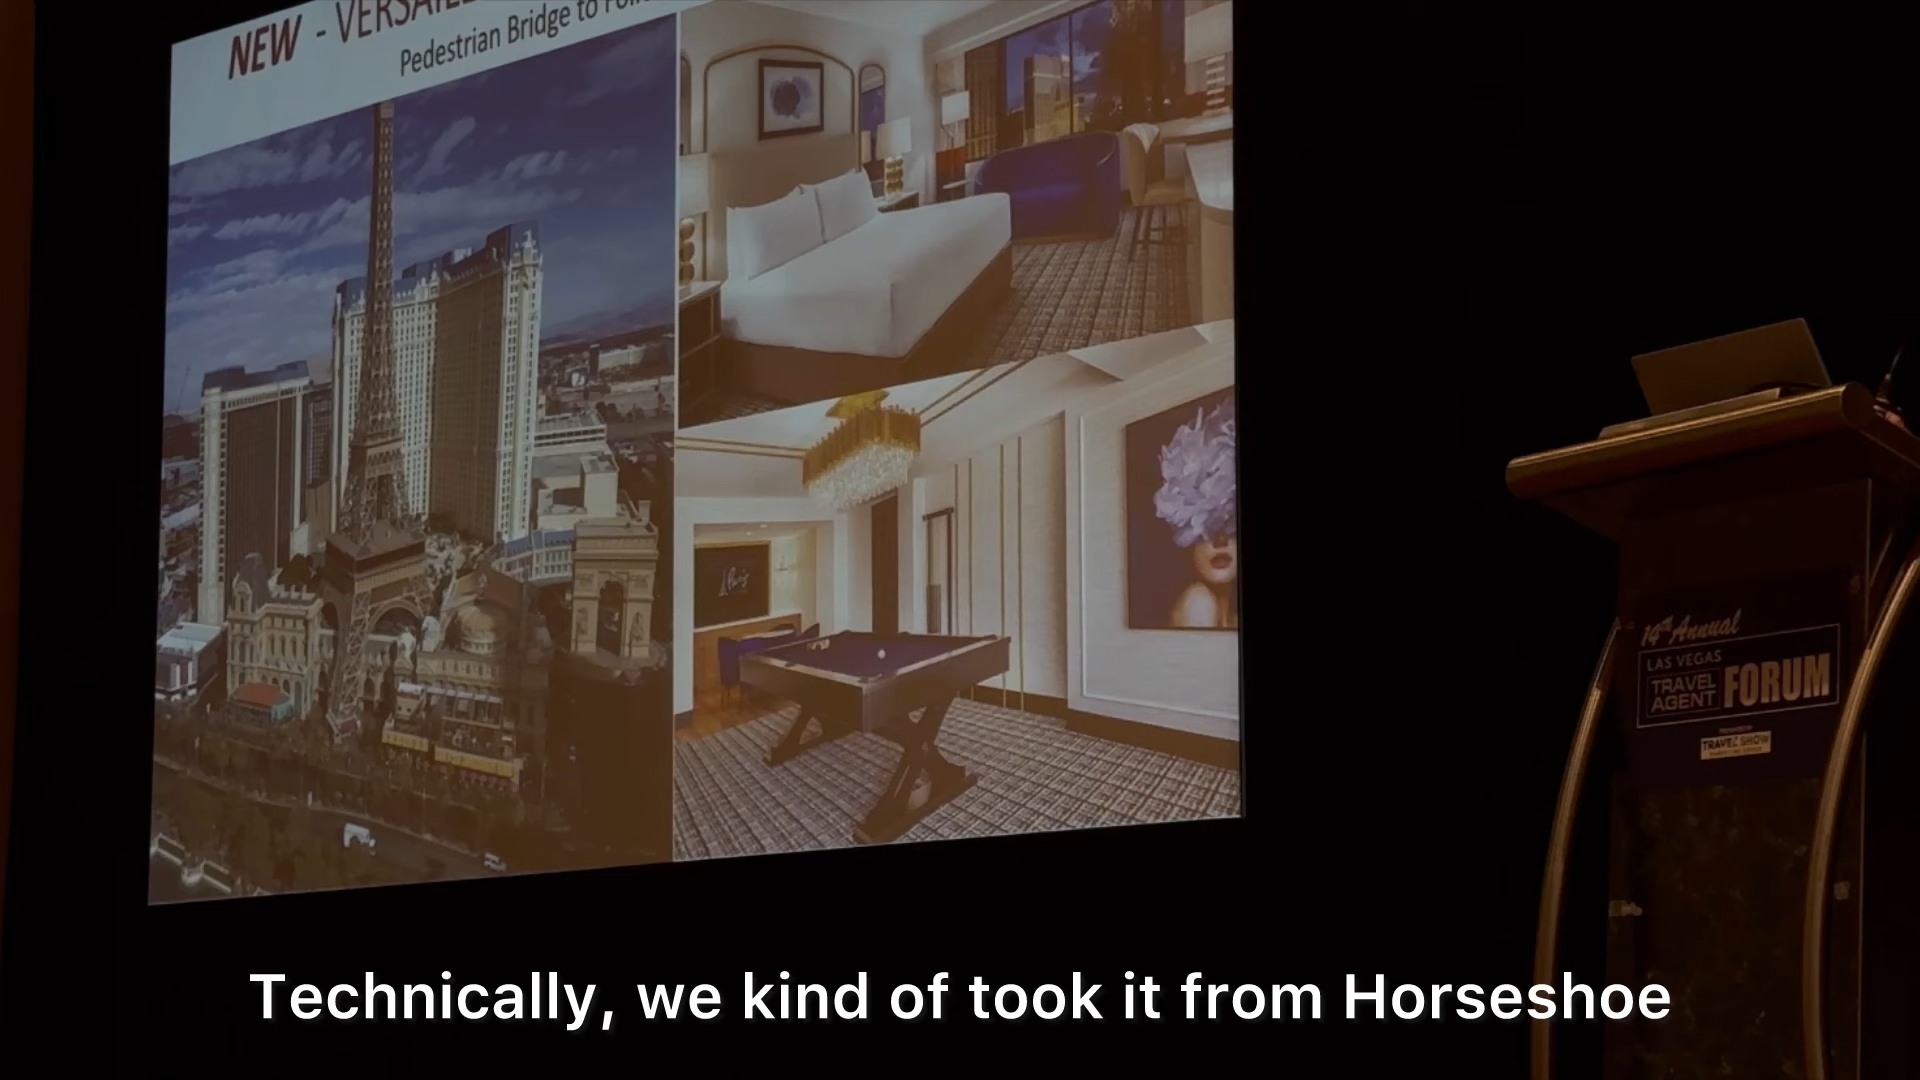 NEW -
Pedestrian Bridge to
14th Annual
LAS VEGAS
TRAVEL
AGENT
FORUM
TRAVEL SHOW
Technically, we kind of took it from Horseshoe